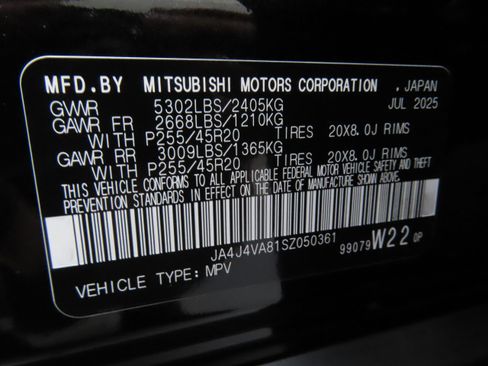 MFD.BY MITSUBISHI MOTORS CORPORATION . JAPAN
GVWR 5302LBS/2405KG JUL 2025
GAWR FR 2668LBS/1210KG
WITH P255/45R20 TIRES 20X8.0J RIMS
GAWR RR 3009LBS/1365KG
WITH P255/45R20 TIRES 20X8.0J RIMS
THIS VEHICLE CONFORMS TO ALL APPLICABLE FEDERAL MOTOR VEHICLE SAFETY AND THEFT
PREVENTION STANDARDS IN EFFECT ON THE DATE OF MANUFACTURE SHOWN ABOVE.
JA4J4VA81SZ050361 99079 W22 0P
VEHICLE TYPE: MPV